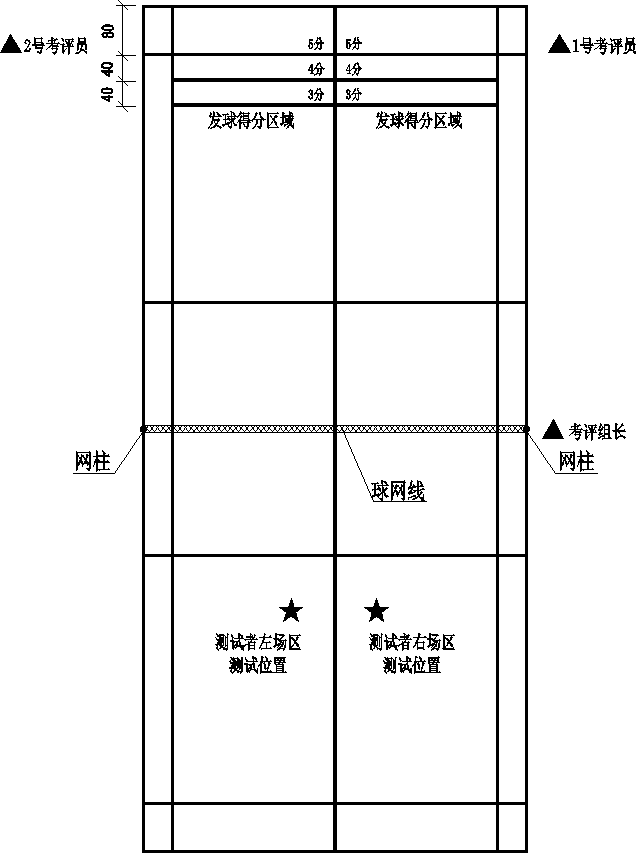 80
▲2号考评员
5分
5分
▲1号考评员
40
4分
4分
40
3分
3分
发球得分区域
发球得分区域
▲ 考评组长
网柱
网柱
球网线
测试者左场区
测试位置
测试者右场区
测试位置